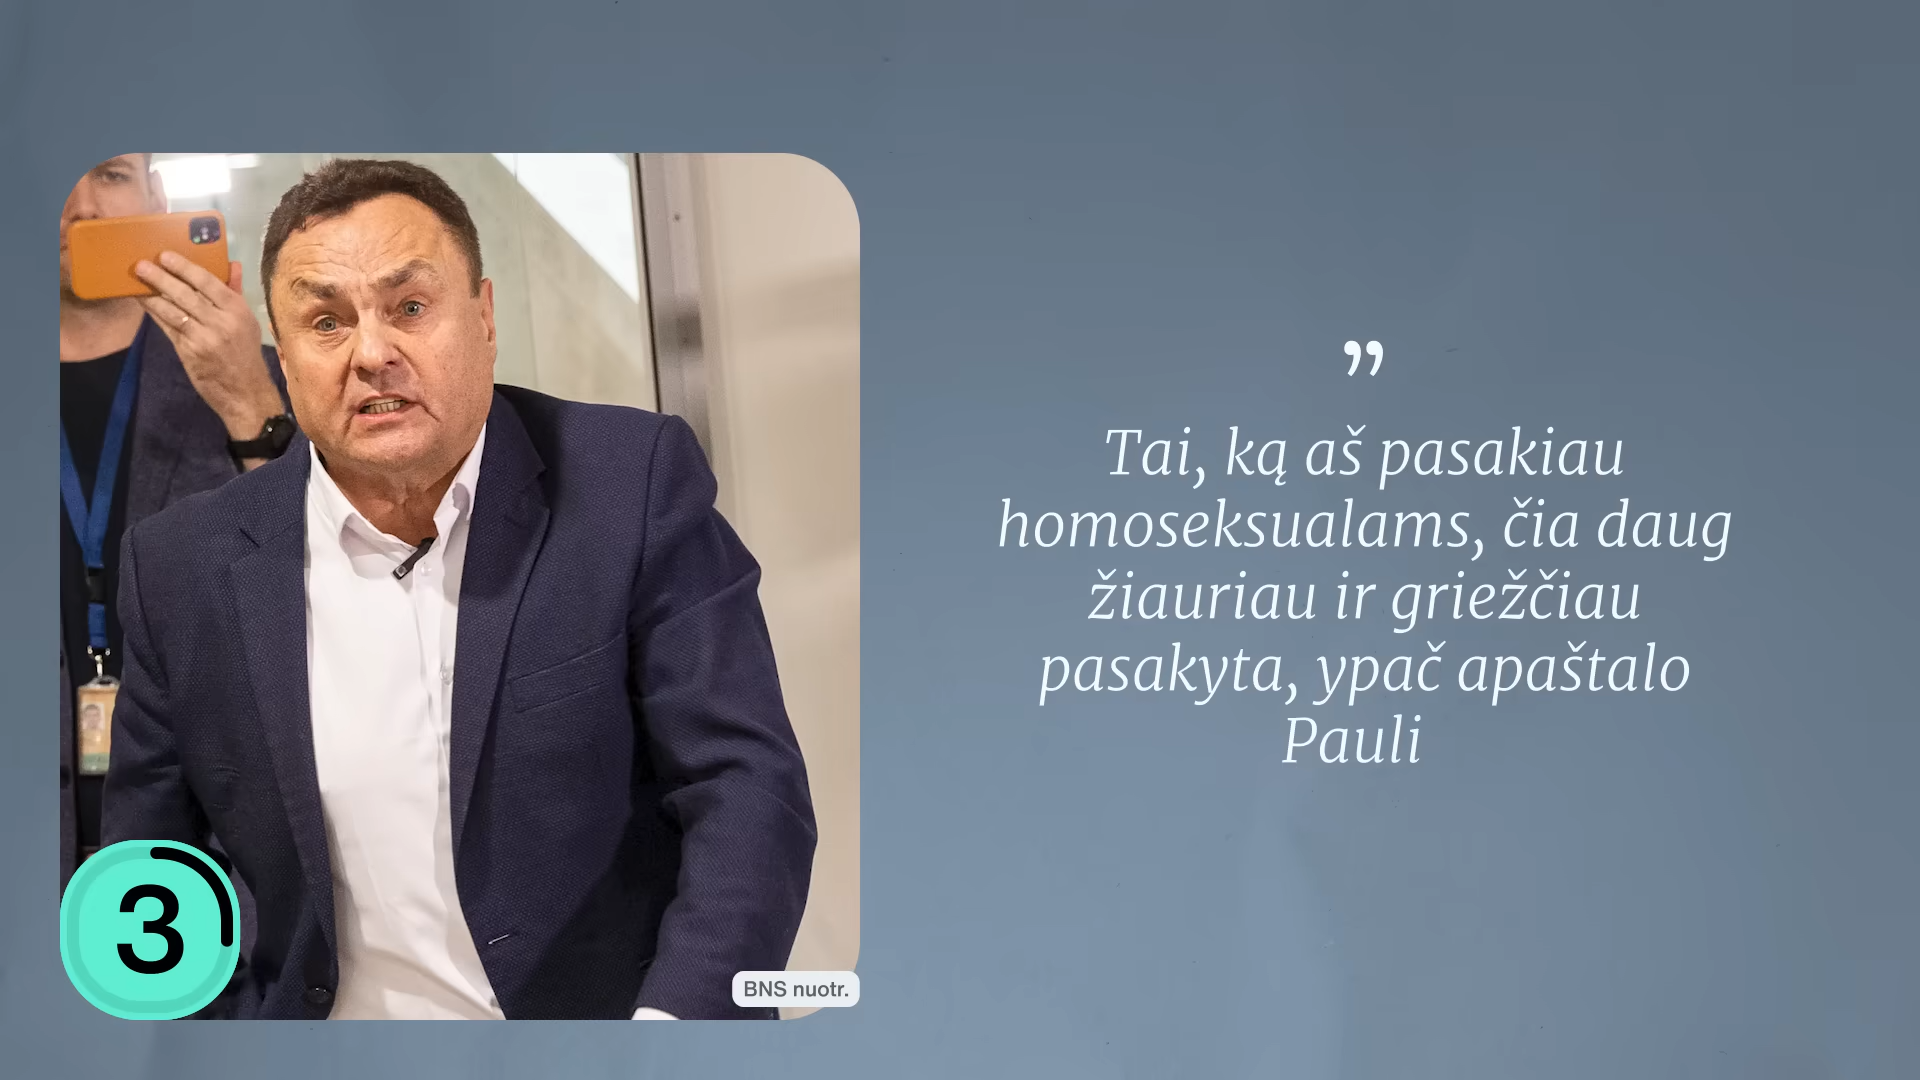 ”
Tai, ką aš pasakiau
homoseksualams, čia daug
žiauriau ir griežčiau
pasakyta, ypač apaštalo
Pauli
3
BNS nuotr.